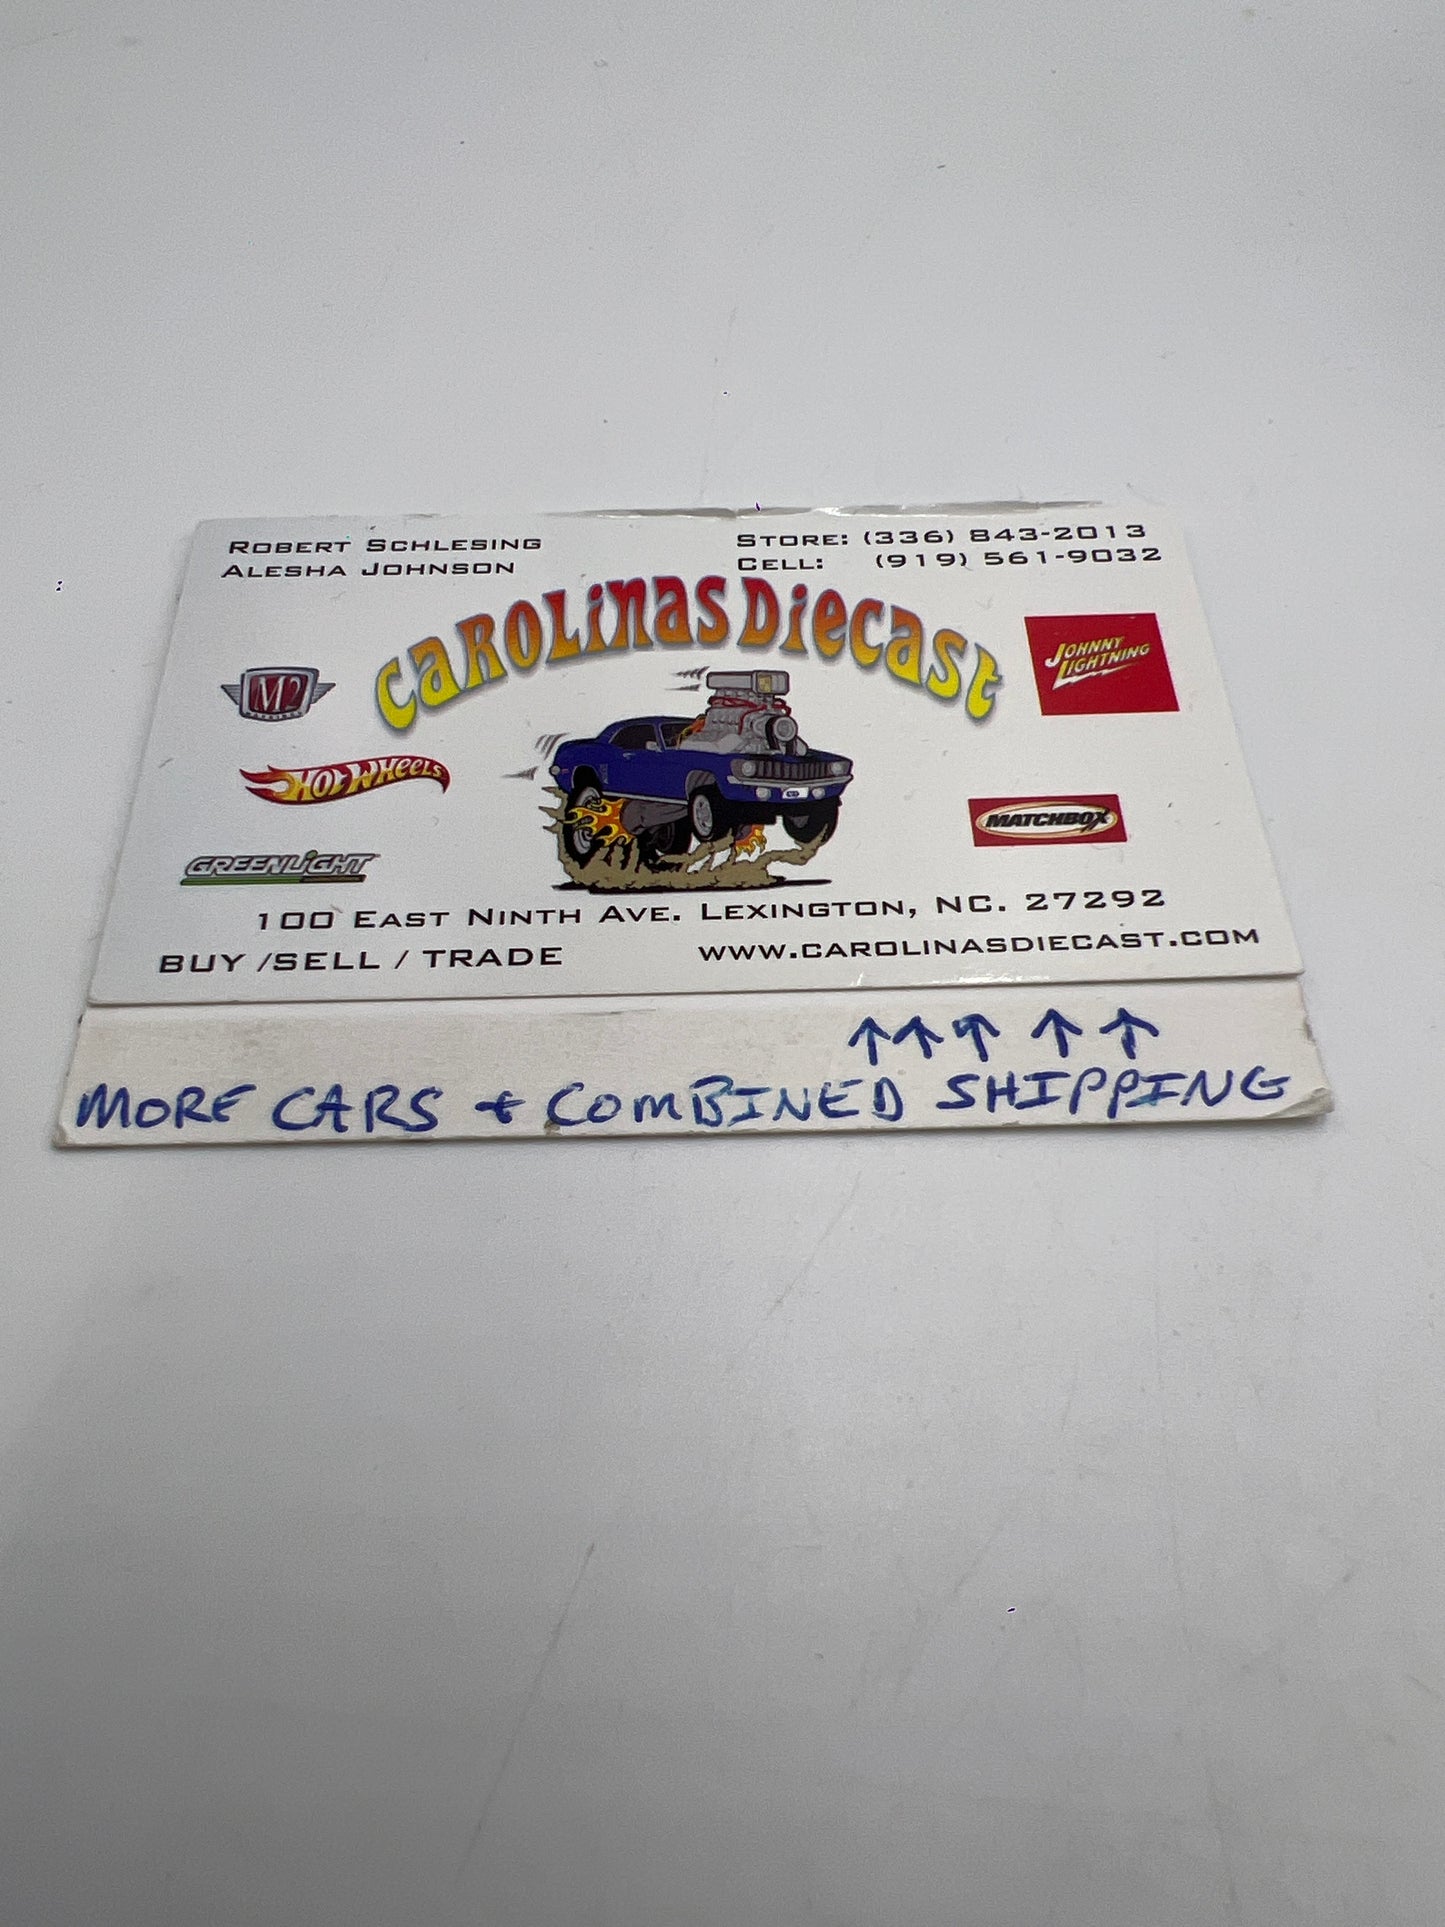 ROBERT SCHLESING
ALESHA JOHNSON
STORE: (336) 843-2013
CELL: (919) 561-9032
CAROLINAS DIECAST
M2
HOT WHEELS
GREENLIGHT
JOHNNY
LIGHTNING
MATCHBOX
100 EAST NINTH AVE. LEXINGTON, NC. 27292
BUY /SELL / TRADE
WWW.CAROLINASDIECAST.COM
↑↑↑ ↑ ↑
MORE CARS + COMBINED SHIPPING